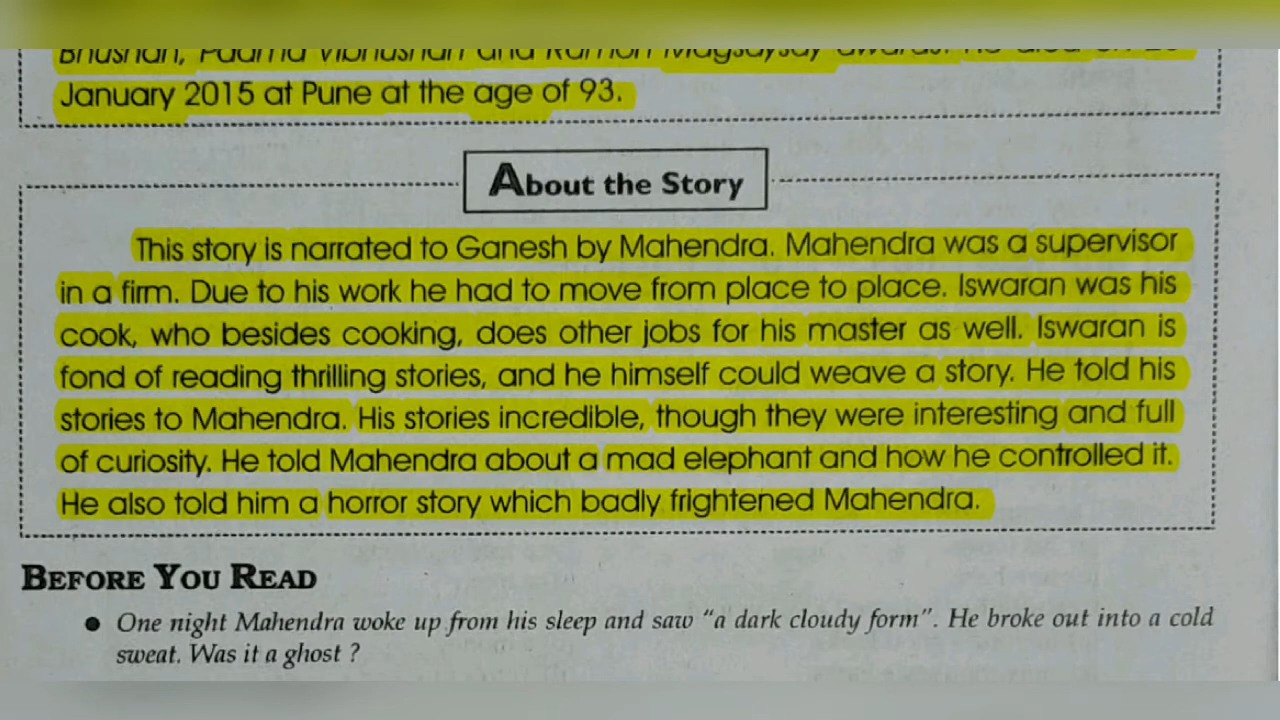 Bhushan, Padma Vibhushan and Ramon Magsaysay awards. He died on 26
January 2015 at Pune at the age of 93.
About the Story
This story is narrated to Ganesh by Mahendra. Mahendra was a supervisor
in a firm. Due to his work he had to move from place to place. Iswaran was his
cook, who besides cooking, does other jobs for his master as well. Iswaran is
fond of reading thrilling stories, and he himself could weave a story. He told his
stories to Mahendra. His stories incredible, though they were interesting and full
of curiosity. He told Mahendra about a mad elephant and how he controlled it.
He also told him a horror story which badly frightened Mahendra.
BEFORE YOU READ
● One night Mahendra woke up from his sleep and saw “a dark cloudy form”. He broke out into a cold
sweat. Was it a ghost ?